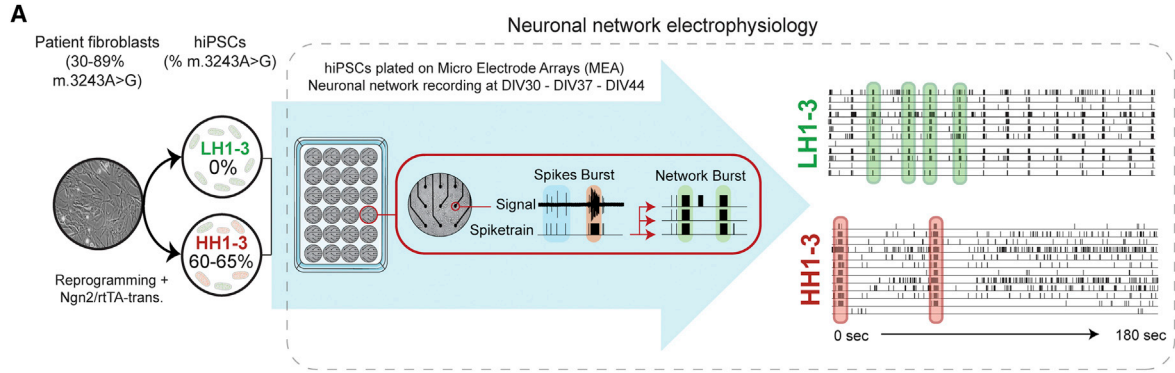 A
Neuronal network electrophysiology
Patient fibroblasts
(30-89%
m.3243A>G)
hiPSCs
(% m.3243A>G)
hiPSCs plated on Micro Electrode Arrays (MEA)
Neuronal network recording at DIV30 - DIV37 - DIV44
LH1-3
0%
HH1-3
60-65%
Reprogramming +
Ngn2/rtTA-trans.
Spikes Burst
Network Burst
Signal
Spiketrain
LH1-3
HH1-3
0 sec
180 sec